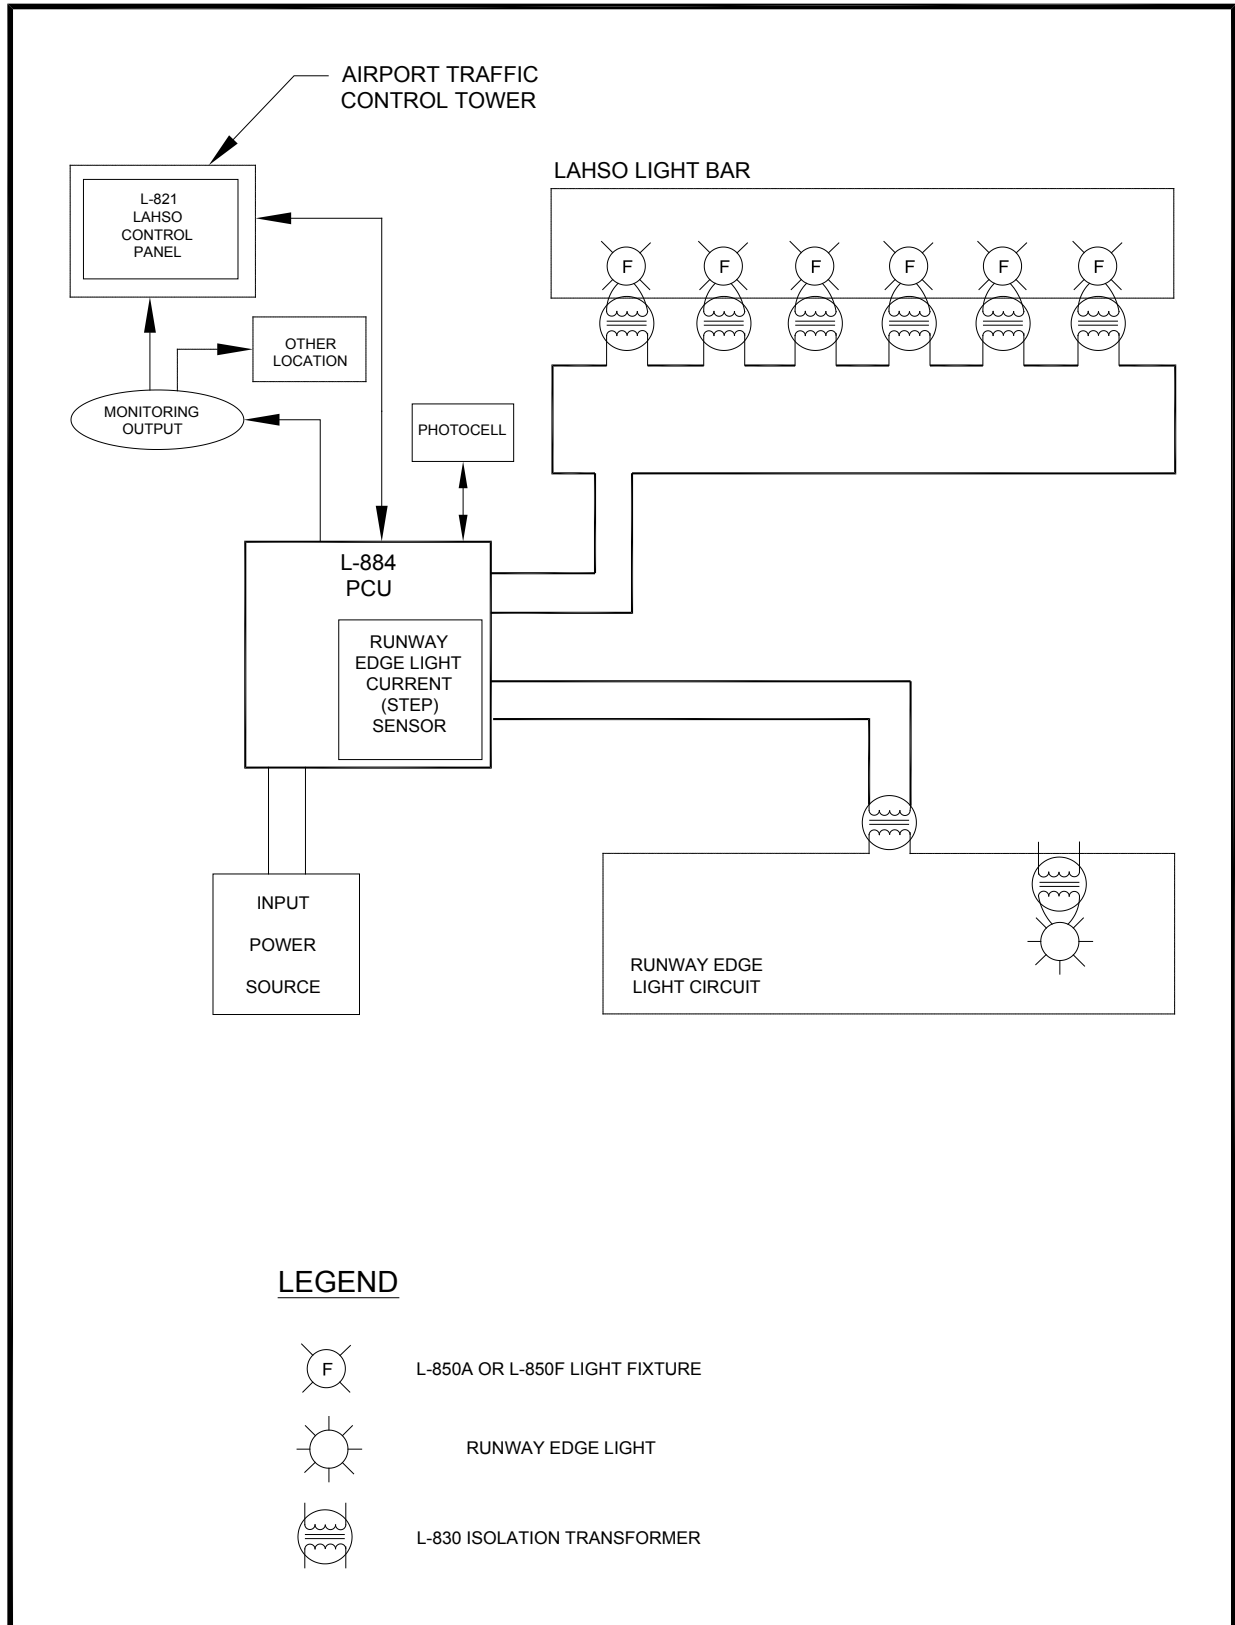 AIRPORT TRAFFIC
CONTROL TOWER
LAHSO LIGHT BAR
L-821
LAHSO
CONTROL
PANEL
F
F
F
F
F
F
OTHER
LOCATION
MONITORING
OUTPUT
PHOTOCELL
L-884
PCU
RUNWAY
EDGE LIGHT
CURRENT
(STEP)
SENSOR
INPUT
POWER
SOURCE
RUNWAY EDGE
LIGHT CIRCUIT
LEGEND
F
L-850A OR L-850F LIGHT FIXTURE
RUNWAY EDGE LIGHT
L-830 ISOLATION TRANSFORMER